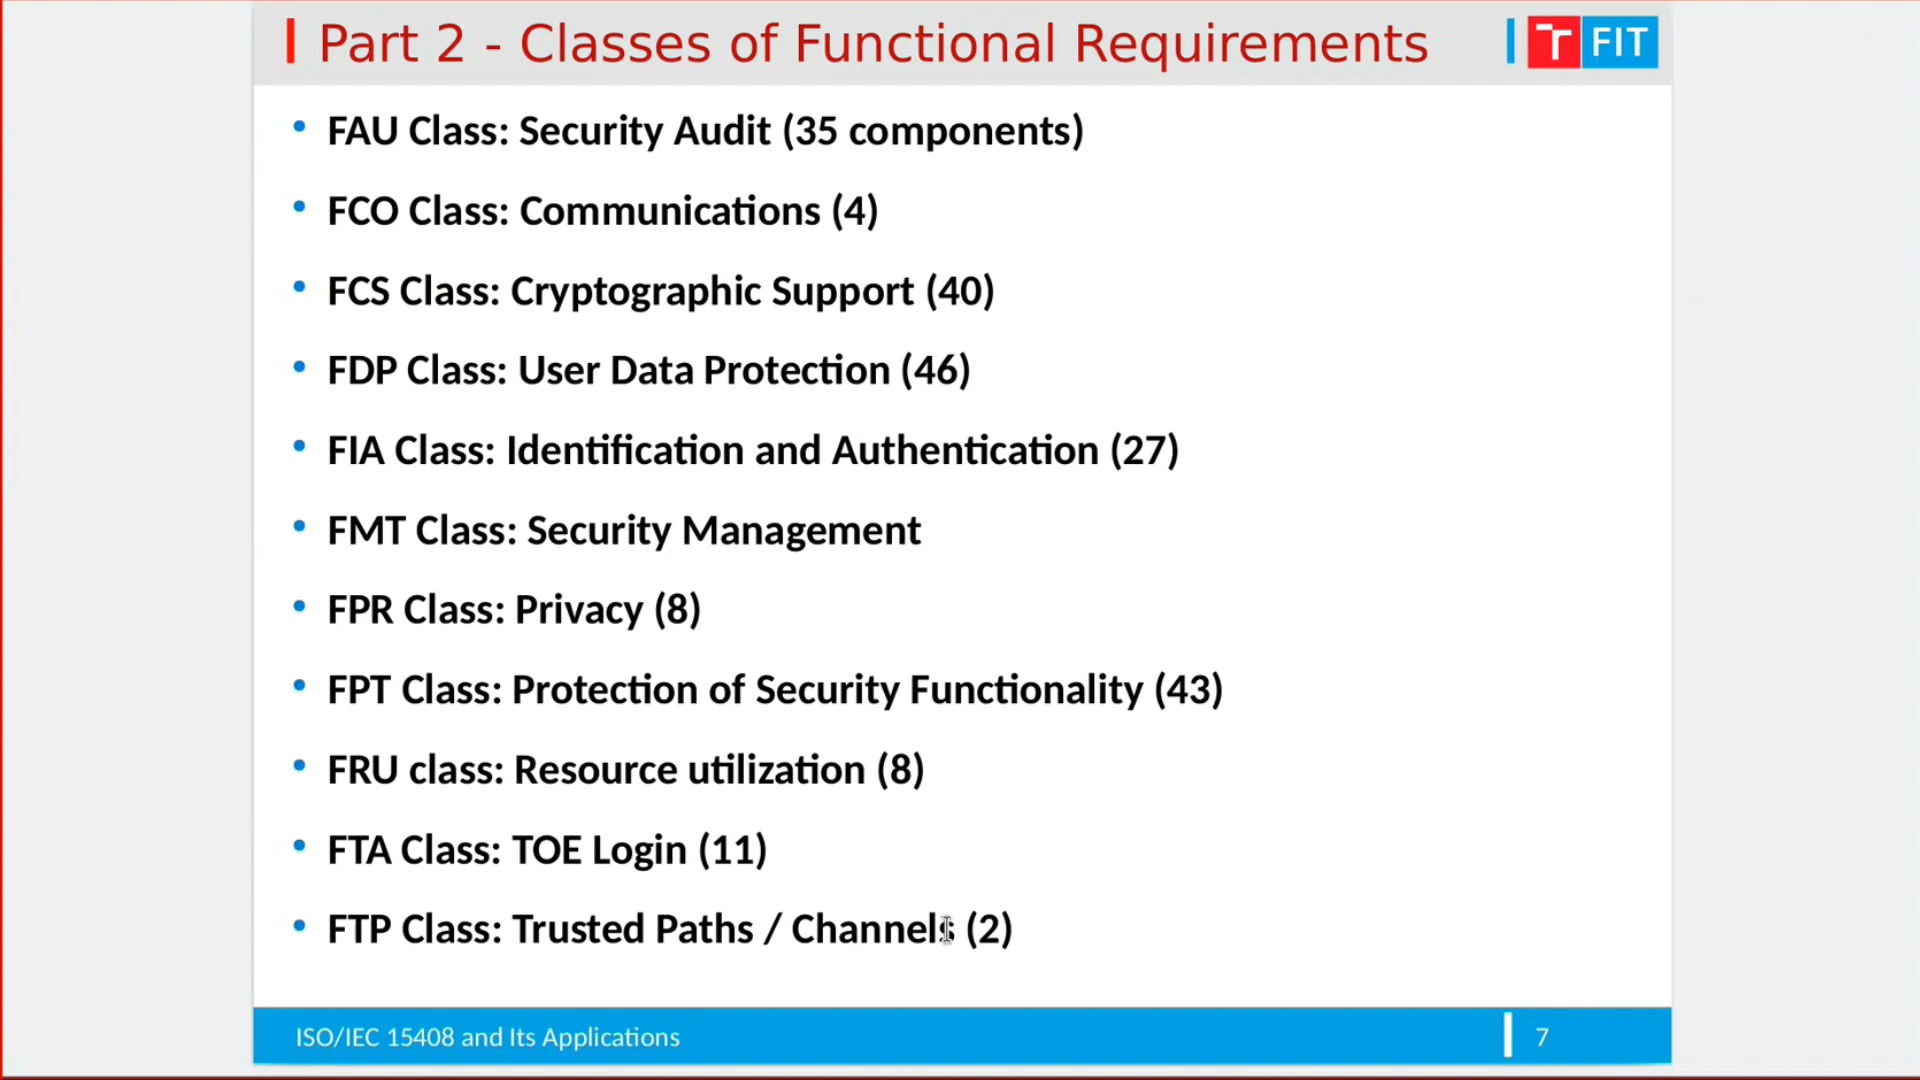 Part 2 - Classes of Functional Requirements
T FIT
• FAU Class: Security Audit (35 components)
• FCO Class: Communications (4)
• FCS Class: Cryptographic Support (40)
• FDP Class: User Data Protection (46)
• FIA Class: Identification and Authentication (27)
• FMT Class: Security Management
• FPR Class: Privacy (8)
• FPT Class: Protection of Security Functionality (43)
• FRU class: Resource utilization (8)
• FTA Class: TOE Login (11)
• FTP Class: Trusted Paths / Channels (2)
ISO/IEC 15408 and Its Applications
7